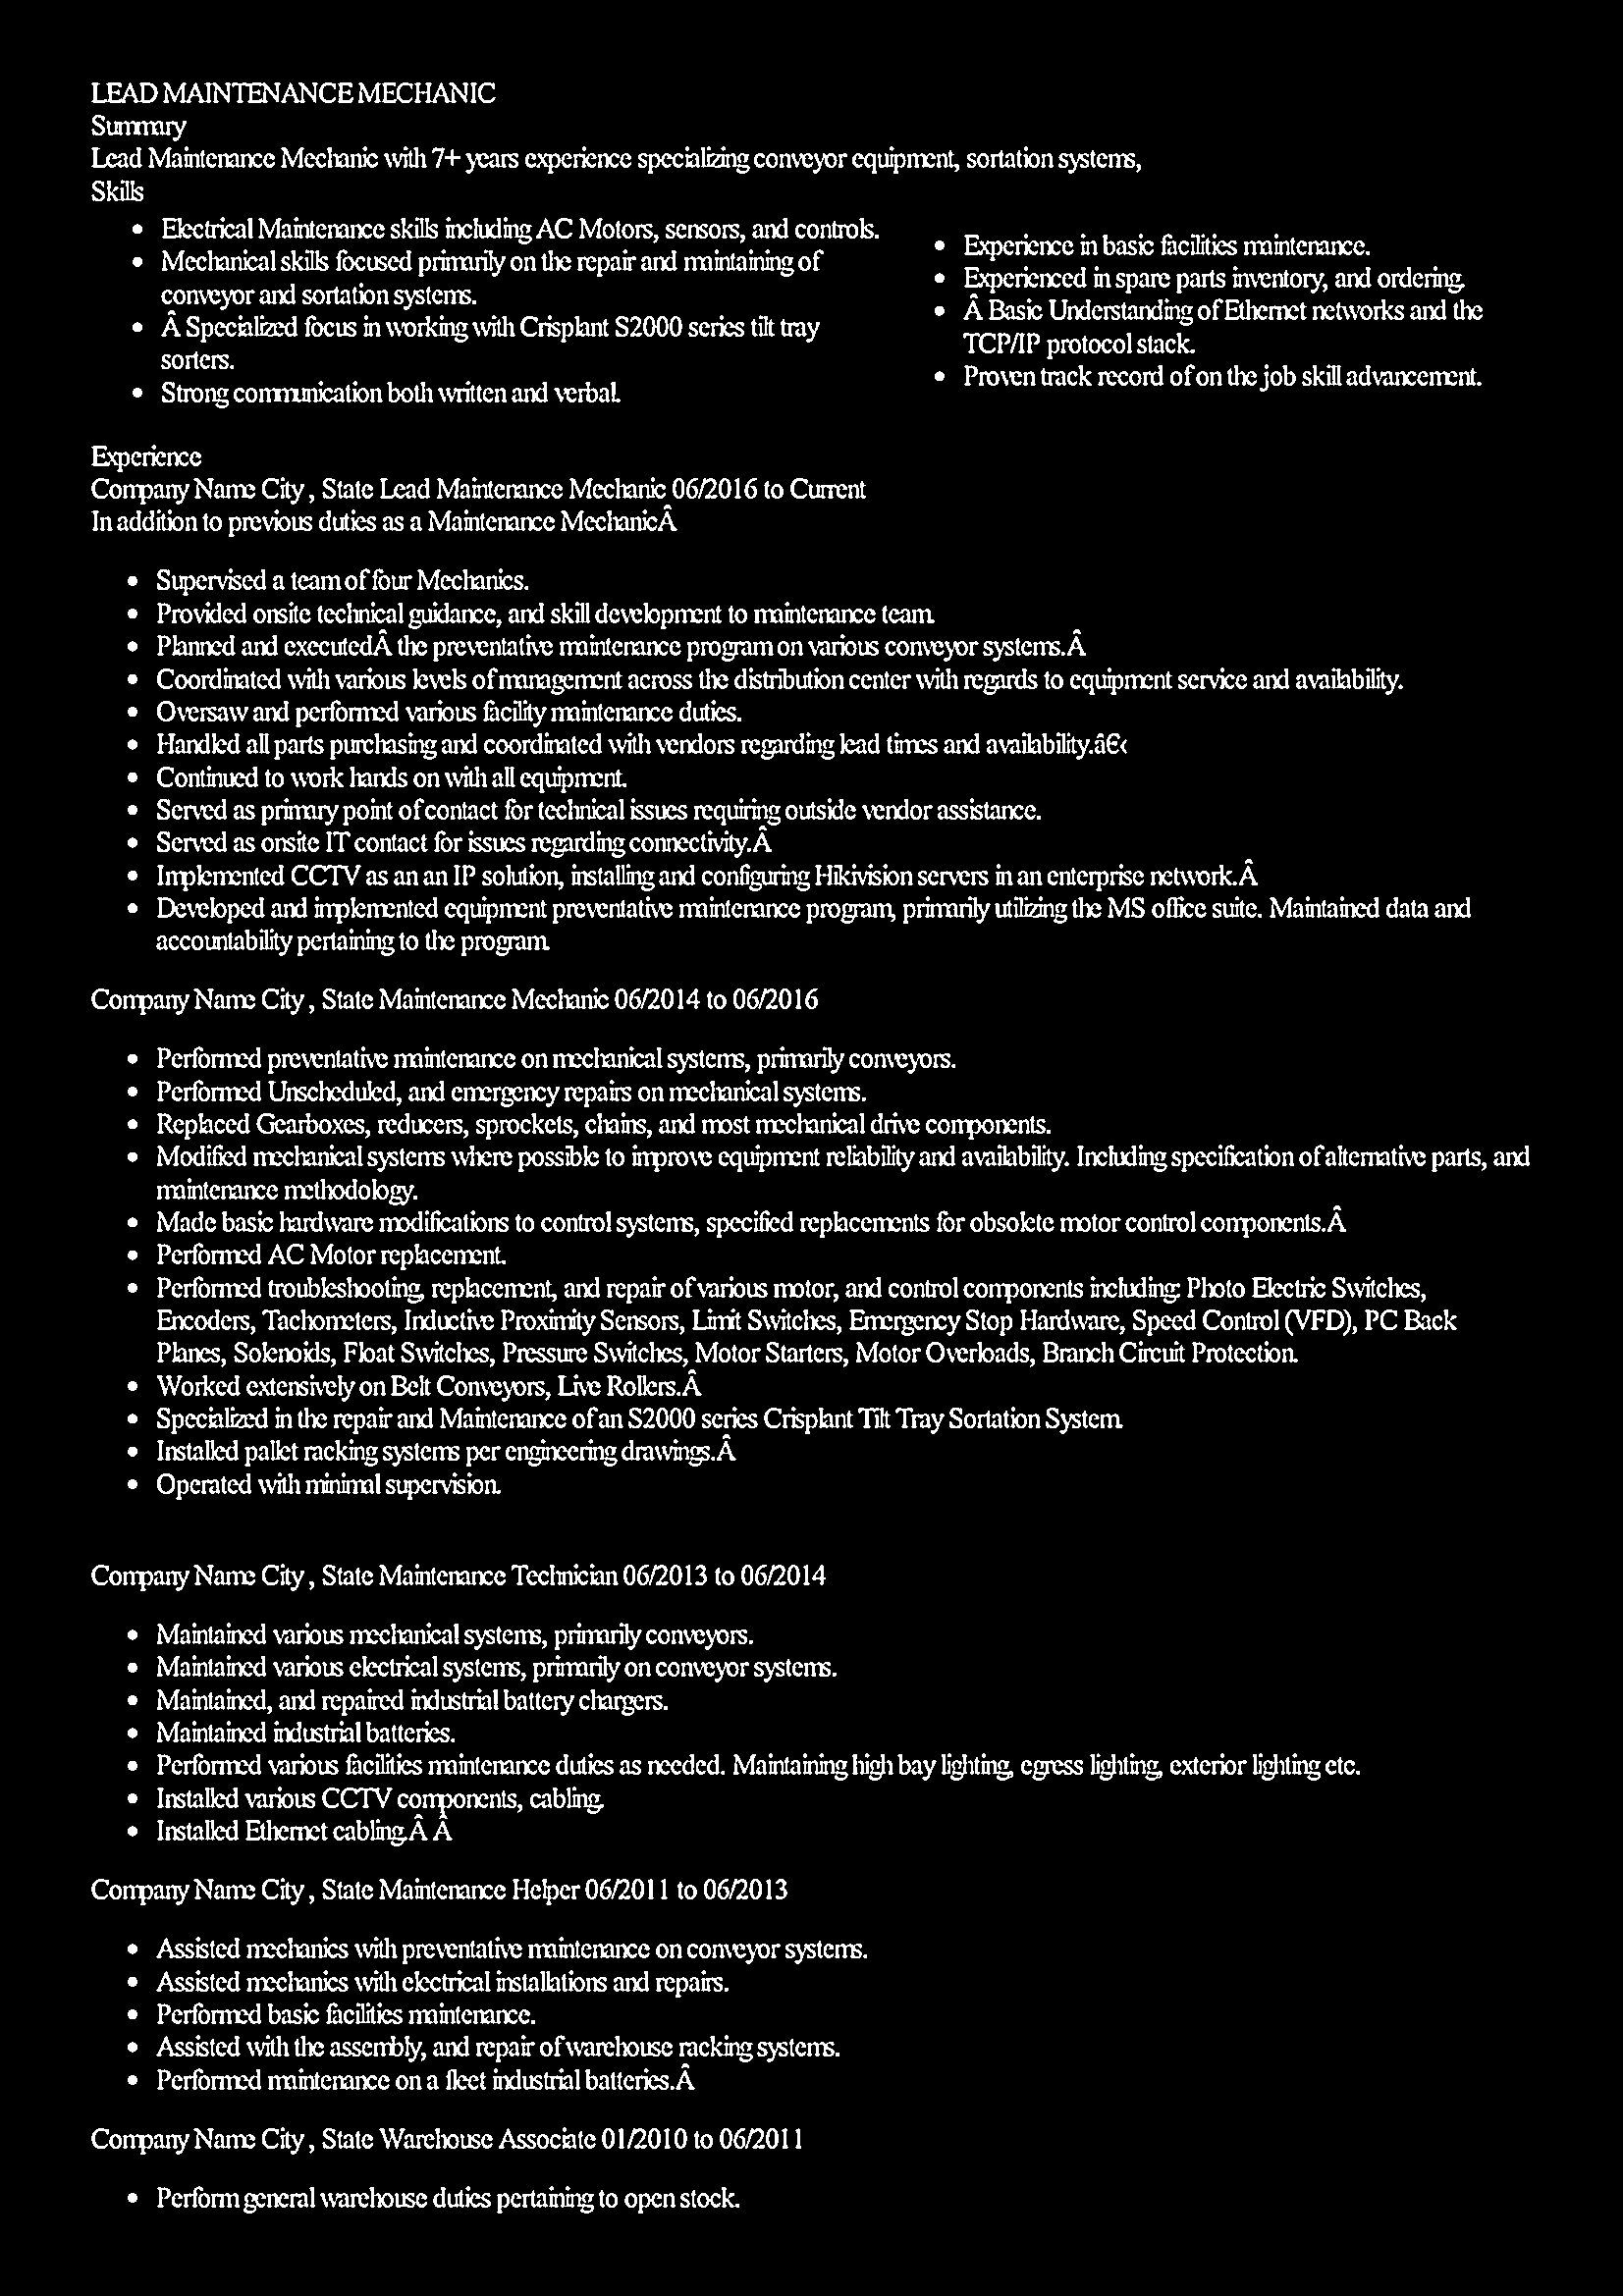 LEAD MAINTENANCE MECHANIC
Summary
Lead Maintenance Mechanic with 7+ years experience specializing conveyor equipment, sortation systems,
Skills
• Electrical Maintenance skills including AC Motors, sensors, and controls.
• Mechanical skills focused primarily on the repair and maintaining of
conveyor and sortation systems.
• Â Specialized focus in working with Crisplant S2000 series tilt tray
sorters.
• Strong communication both written and verbal.
• Experience in basic facilities maintenance.
• Experienced in spare parts inventory, and ordering.
• Â Basic Understanding of Ethernet networks and the
TCP/IP protocol stack.
• Proven track record of on the job skill advancement.
Experience
Company Name City , State Lead Maintenance Mechanic 06/2016 to Current
In addition to previous duties as a Maintenance MechanicÂ
• Supervised a team of four Mechanics.
• Provided onsite technical guidance, and skill development to maintenance team.
• Planned and executedÂ the preventative maintenance program on various conveyor systems.Â
• Coordinated with various levels of management across the distribution center with regards to equipment service and availability.
• Oversaw and performed various facility maintenance duties.
• Handled all parts purchasing and coordinated with vendors regarding lead times and availability.â€‹
• Continued to work hands on with all equipment.
• Served as primary point of contact for technical issues requiring outside vendor assistance.
• Served as onsite IT contact for issues regarding connectivity.Â
• Implemented CCTV as an an IP solution, installing and configuring Hikivision servers in an enterprise network.Â
• Developed and implemented equipment preventative maintenance program, primarily utilizing the MS office suite. Maintained data and
accountability pertaining to the program.
Company Name City , State Maintenance Mechanic 06/2014 to 06/2016
• Performed preventative maintenance on mechanical systems, primarily conveyors.
• Performed Unscheduled, and emergency repairs on mechanical systems.
• Replaced Gearboxes, reducers, sprockets, chains, and most mechanical drive components.
• Modified mechanical systems where possible to improve equipment reliability and availability. Including specification of alternative parts, and
maintenance methodology.
• Made basic hardware modifications to control systems, specified replacements for obsolete motor control components.Â
• Performed AC Motor replacement.
• Performed troubleshooting, replacement, and repair of various motor, and control components including: Photo Electric Switches,
Encoders, Tachometers, Inductive Proximity Sensors, Limit Switches, Emergency Stop Hardware, Speed Control (VFD), PC Back
Planes, Solenoids, Float Switches, Pressure Switches, Motor Starters, Motor Overloads, Branch Circuit Protection.
• Worked extensively on Belt Conveyors, Live Rollers.Â
• Specialized in the repair and Maintenance of an S2000 series Crisplant Tilt Tray Sortation System.
• Installed pallet racking systems per engineering drawings.Â
• Operated with minimal supervision.
Company Name City , State Maintenance Technician 06/2013 to 06/2014
• Maintained various mechanical systems, primarily conveyors.
• Maintained various electrical systems, primarily on conveyor systems.
• Maintained, and repaired industrial battery chargers.
• Maintained industrial batteries.
• Performed various facilities maintenance duties as needed. Maintaining high bay lighting, egress lighting, exterior lighting etc.
• Installed various CCTV components, cabling.
• Installed Ethernet cabling.Â Â
Company Name City , State Maintenance Helper 06/2011 to 06/2013
• Assisted mechanics with preventative maintenance on conveyor systems.
• Assisted mechanics with electrical installations and repairs.
• Performed basic facilities maintenance.
• Assisted with the assembly, and repair of warehouse racking systems.
• Performed maintenance on a fleet industrial batteries.Â
Company Name City , State Warehouse Associate 01/2010 to 06/2011
• Perform general warehouse duties pertaining to open stock.